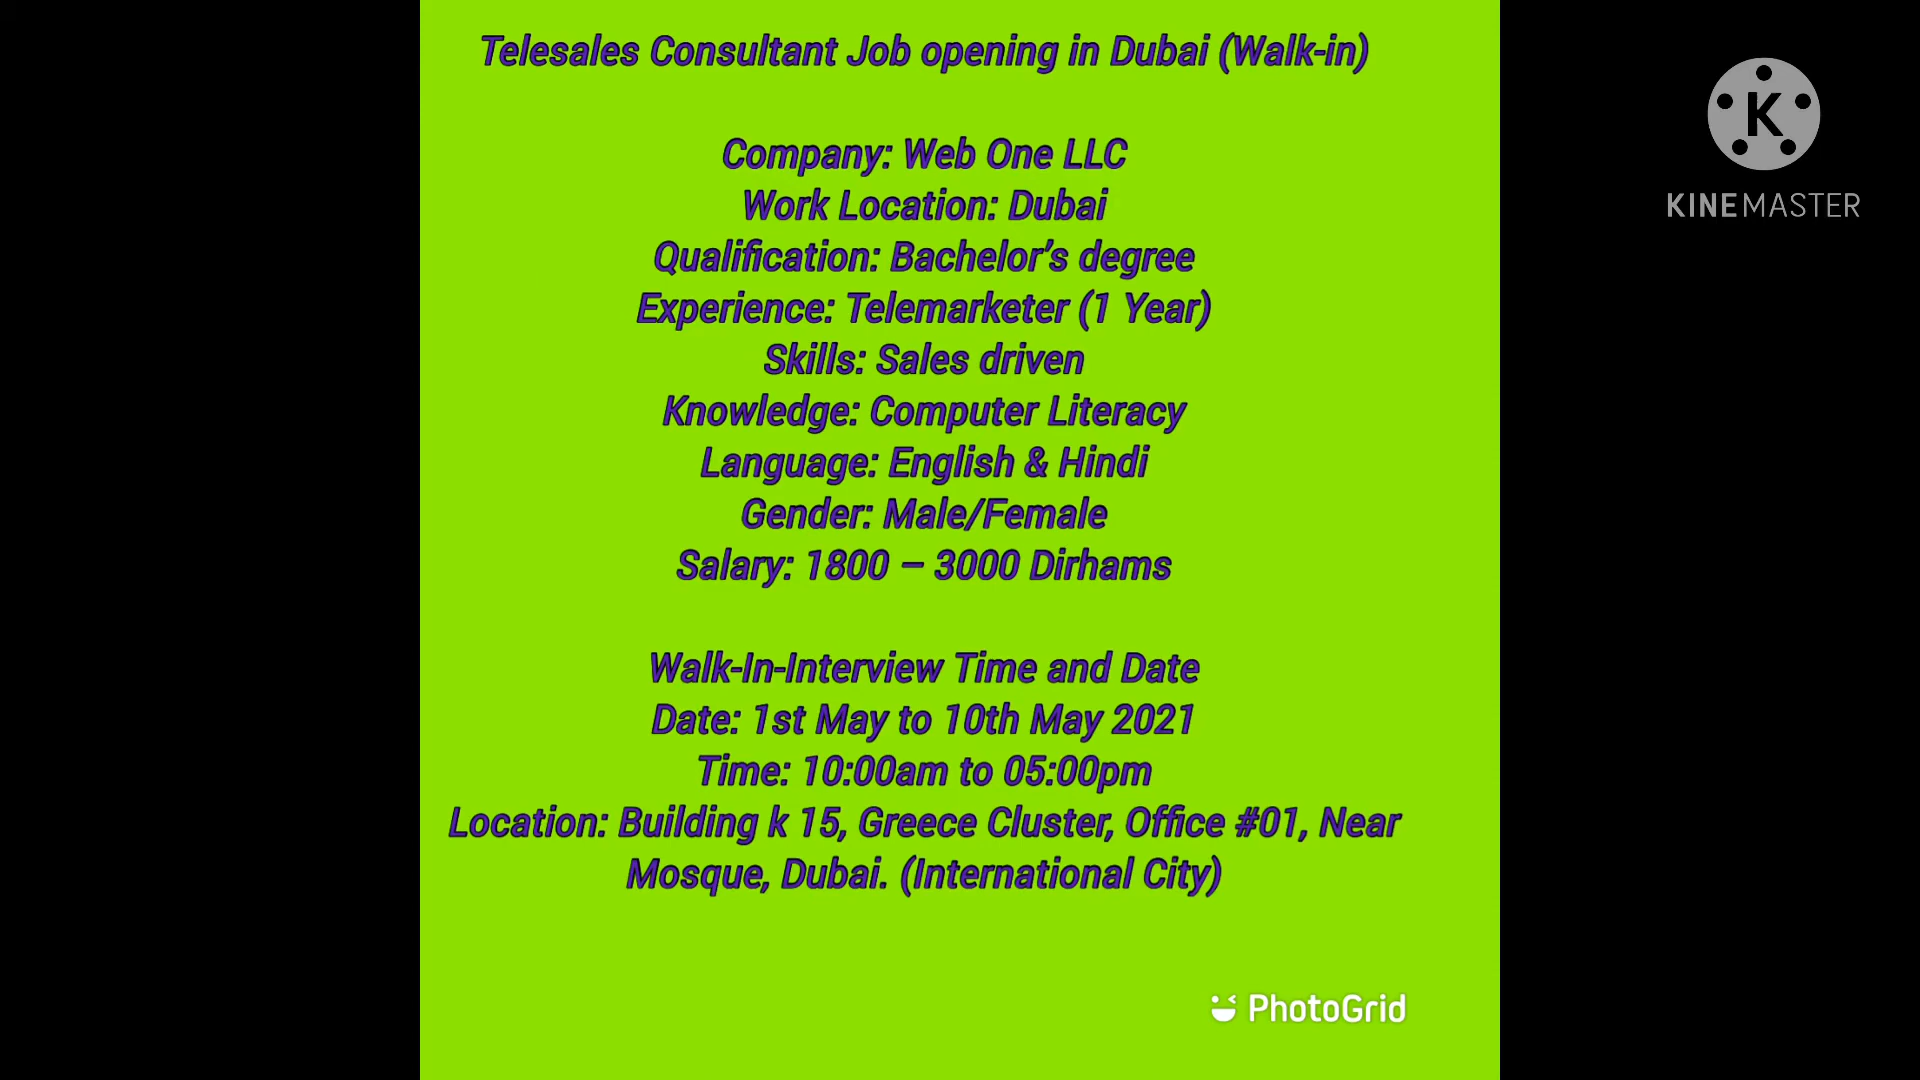 Telesales Consultant Job opening in Dubai (Walk-in)
Company: Web One LLC
Work Location: Dubai
Qualification: Bachelor’s degree
Experience: Telemarketer (1 Year)
Skills: Sales driven
Knowledge: Computer Literacy
Language: English & Hindi
Gender: Male/Female
Salary: 1800 – 3000 Dirhams
Walk-In-Interview Time and Date
Date: 1st May to 10th May 2021
Time: 10:00am to 05:00pm
Location: Building k 15, Greece Cluster, Office #01, Near
Mosque, Dubai. (International City)
PhotoGrid
K
KINEMASTER